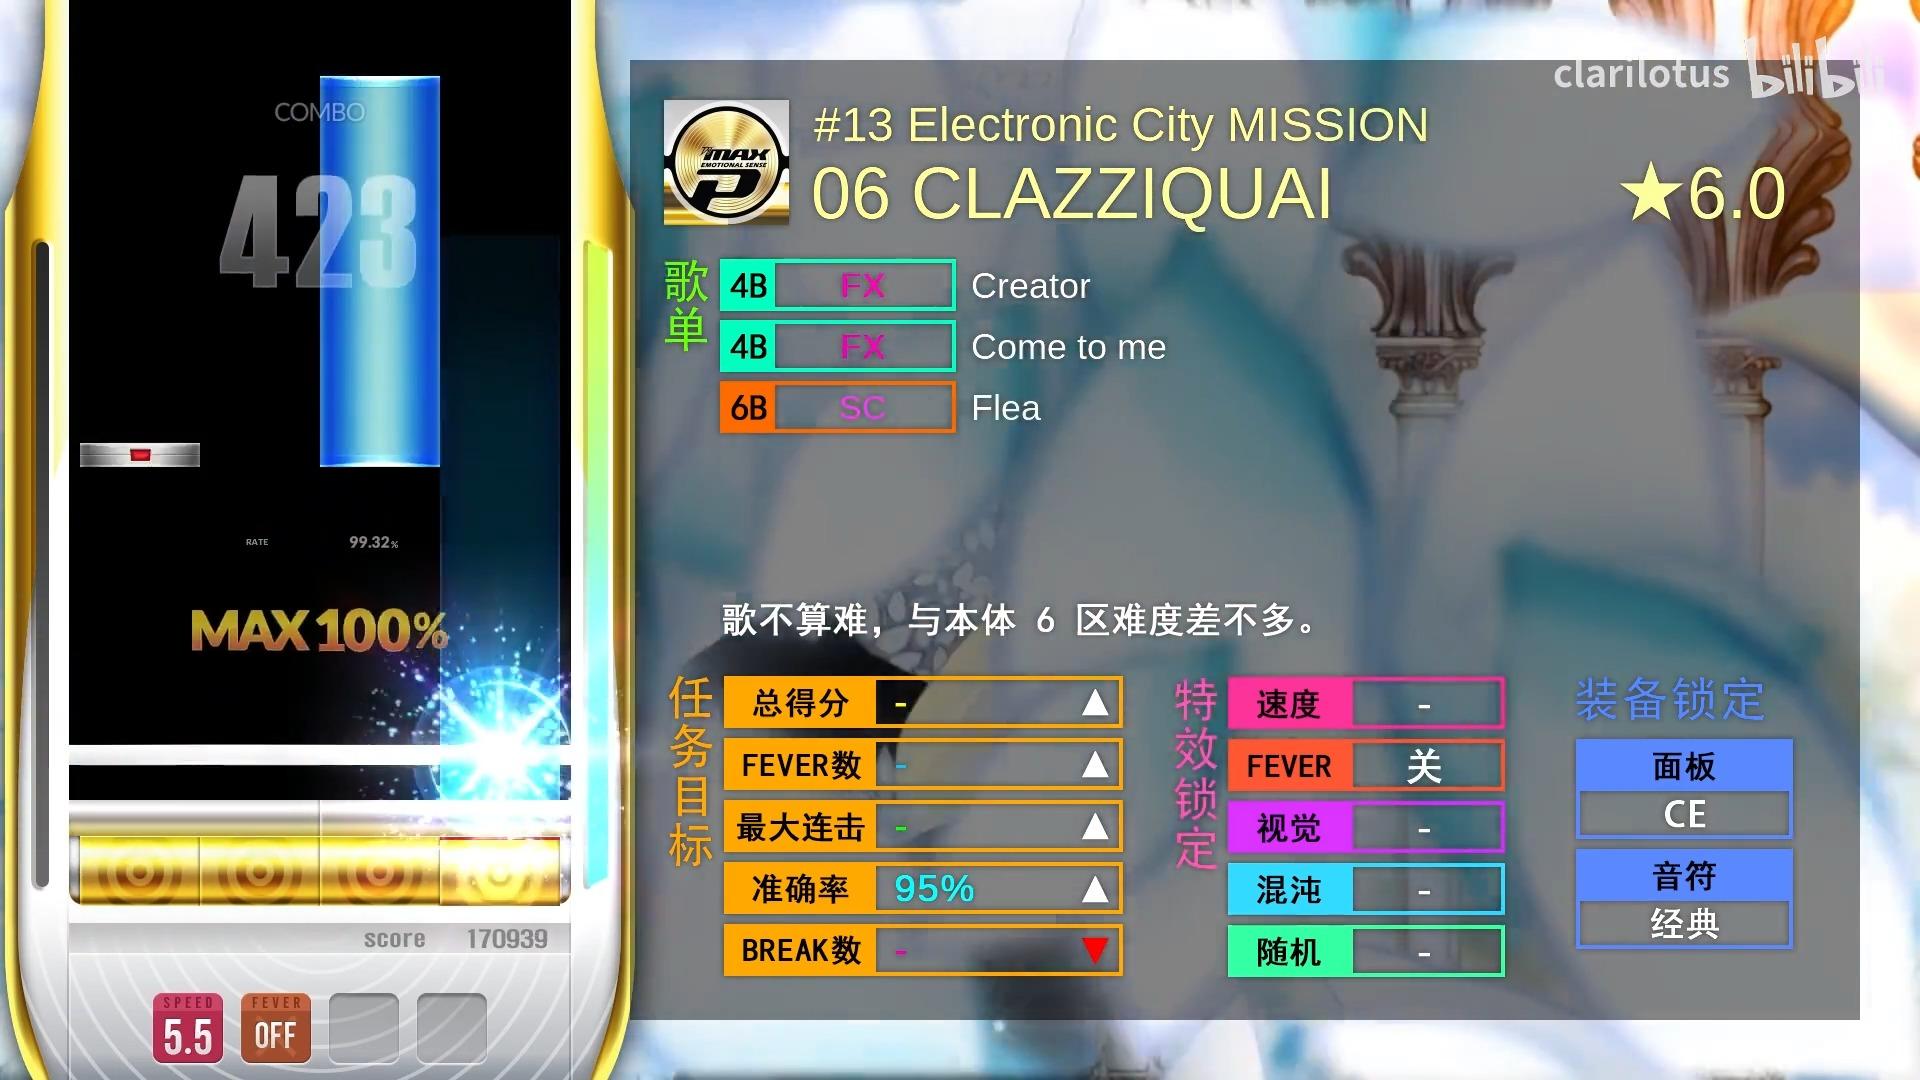 COMBO
423
RATE 99.32%
MAX 100%
score 170939
SPEED
5.5
FEVER
OFF
clarilotus bilibili
MAX
EMOTIONAL SENSE
P
#13 Electronic City MISSION
06 CLAZZIQUAI
★6.0
歌单
4B FX Creator
4B FX Come to me
6B SC Flea
歌不算难，与本体 6 区难度差不多。
任务目标
总得分 - ▲
FEVER数 - ▲
最大连击 - ▲
准确率 95% ▲
BREAK数 - ▼
特效锁定
速度 -
FEVER 关
视觉 -
混沌 -
随机 -
装备锁定
面板
CE
音符
经典